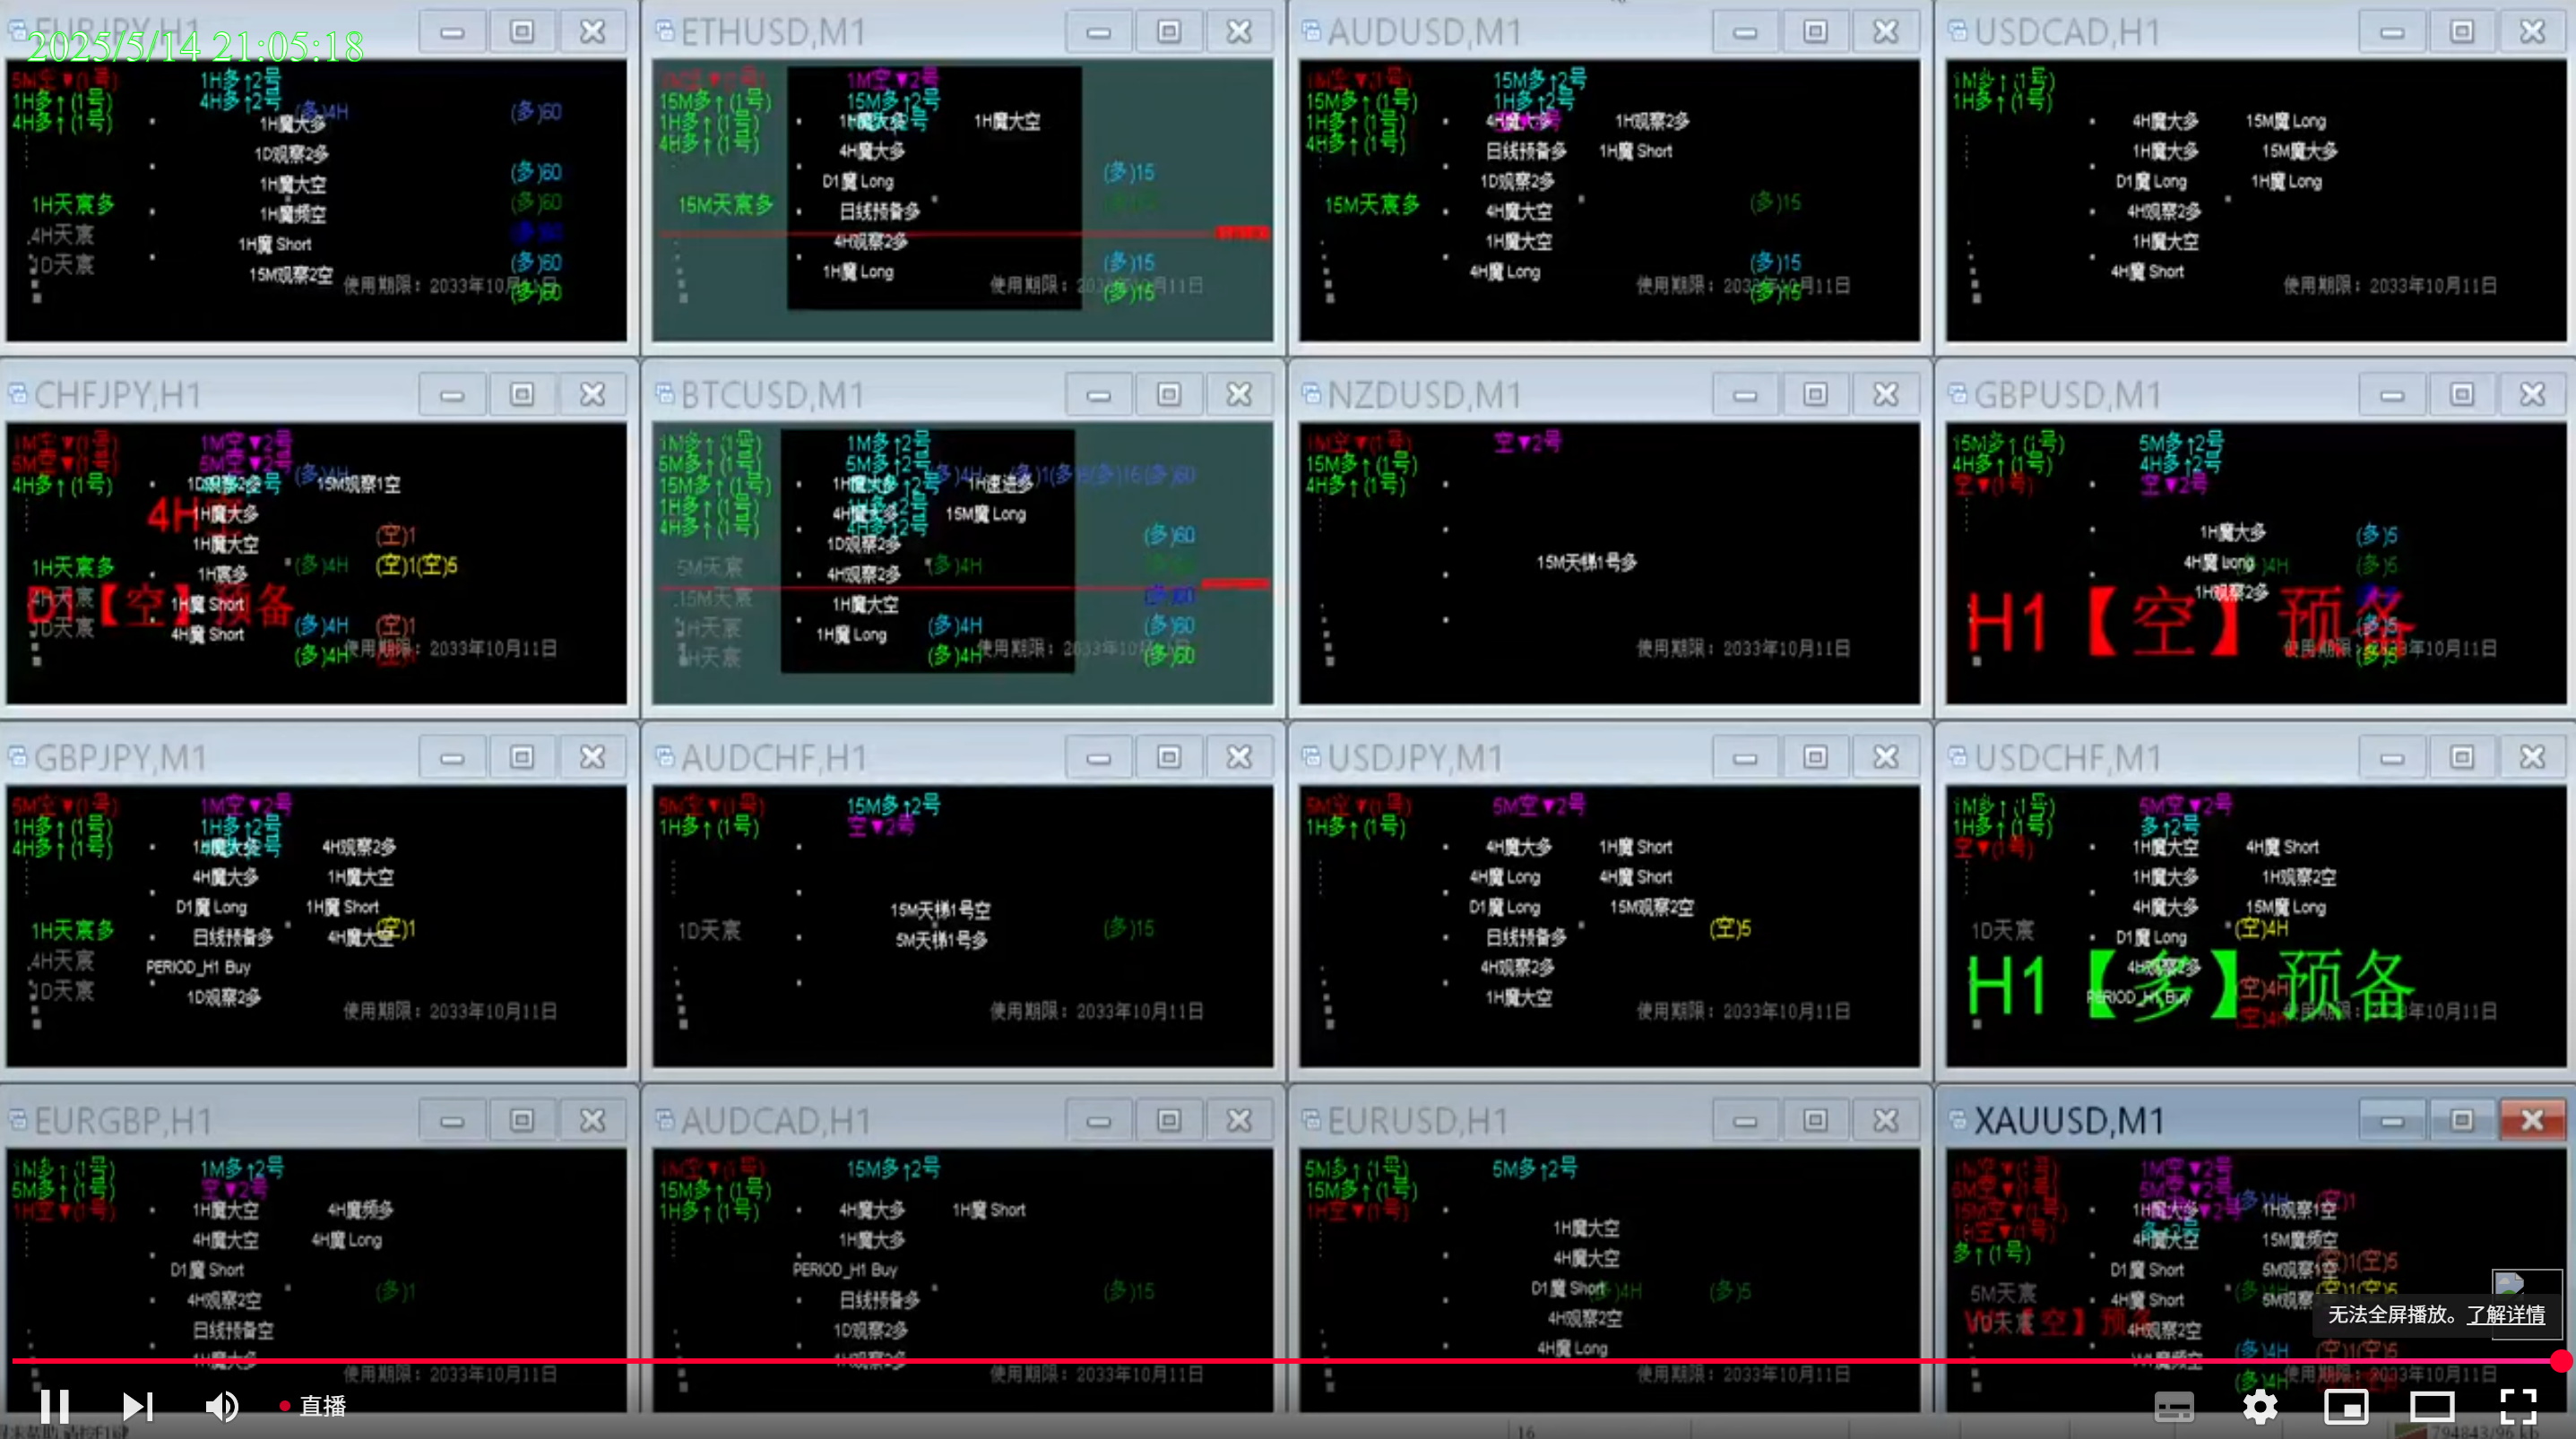 EURJPY,H1
2025/5/14 21:05:18
5M空▼(1号)
1H多↑2号
1H多↑(1号)
4H多↑2号
4H多↑(1号)
(多)4H
(多)60
1H魔大多
1D观察2多
(多)60
1H魔大空
1H天宸多
1H魔频空
(多)60
4H天宸
1H魔 Short
(多)60
1D天宸
15M观察2空
(多)60
使用期限：2033年10月
(多)60
ETHUSD,M1
1M空▼2号
15M多↑(1号)
15M多↑2号
1H多↑(1号)
1H魔大多
1H魔大空
4H多↑(1号)
4H魔大多
D1魔 Long
(多)15
15M天宸多
日线预备多
4H观察2多
1H魔 Long
(多)15
使用期限：2033年10月11日
(多)15
AUDUSD,M1
1M空▼(1号)
15M多↑2号
15M多↑(1号)
1H多↑2号
1H多↑(1号)
4H魔大多
1H观察2多
4H多↑(1号)
日线预备多
1H魔 Short
1D观察2多
15M天宸多
4H魔大空
(多)15
1H魔大空
4H魔 Long
(多)15
使用期限：2033年10月11日
(多)15
USDCAD,H1
1M多↑(1号)
1H多↑(1号)
4H魔大多
15M魔 Long
1H魔大多
15M魔大多
D1魔 Long
1H魔 Long
4H观察2多
1H魔大空
4H魔 Short
使用期限：2033年10月11日
CHFJPY,H1
1M空▼(1号)
1M空▼2号
5M空▼(1号)
5M空▼2号
4H多↑(1号)
(多)4H
1D观察2多
15M观察1空
4H
1H魔大多
1H魔大空
(空)1
1H天宸多
1H宸多
(多)4H
(空)1(空)5
4H天宸
【空】预备
1H魔 Short
1D天宸
4H魔 Short
(多)4H
(空)1
(多)4H
使用期限：2033年10月11日
BTCUSD,M1
1M多↑(1号)
1M多↑2号
5M多↑(1号)
5M多↑2号
15M多↑(1号)
1H魔大多
1H速进多
1H多↑(1号)
4H魔大多
15M魔 Long
4H多↑(1号)
4H多↑2号
1D观察2多
(多)60
5M天宸
4H观察2多
(多)4H
15M天宸
1H魔大空
(多)60
1H天宸
1H魔 Long
(多)4H
(多)60
4H天宸
(多)4H
使用期限：2033年10月11日
(多)60
NZDUSD,M1
1M空▼(1号)
空▼2号
15M多↑(1号)
4H多↑(1号)
15M天梯1号多
使用期限：2033年10月11日
GBPUSD,M1
15M多↑(1号)
5M多↑2号
4H多↑(1号)
4H多↑2号
空▼(1号)
空▼2号
1H魔大多
(多)5
4H魔 Long
(多)5
1H观察2多
H1【空】预备
(多)5
(多)5
GBPJPY,M1
5M空▼(1号)
1M空▼2号
1H多↑(1号)
1H多↑2号
4H多↑(1号)
1H魔大多
4H观察2多
4H魔大多
1H魔大空
D1魔 Long
1H魔 Short
1H天宸多
日线预备多
4H魔大空
(空)1
4H天宸
PERIOD_H1 Buy
1D天宸
1D观察2多
使用期限：2033年10月11日
AUDCHF,H1
5M空▼(1号)
15M多↑2号
1H多↑(1号)
空▼2号
15M天梯1号空
1D天宸
5M天梯1号多
(多)15
使用期限：2033年10月11日
USDJPY,M1
5M空▼(1号)
5M空▼2号
1H多↑(1号)
4H魔大多
1H魔 Short
4H魔 Long
4H魔 Short
D1魔 Long
15M观察2空
日线预备多
(空)5
4H观察2多
1H魔大空
使用期限：2033年10月11日
USDCHF,M1
1M多↑(1号)
5M空▼2号
1H多↑(1号)
多↑2号
空▼(1号)
1H魔大空
4H魔 Short
1H魔大多
1H观察2空
4H魔大多
15M魔 Long
1D天宸
D1魔 Long
(空)4H
4H观察2多
H1【多】预备
PERIOD_H1 Buy
(空)4H
(空)4H
EURGBP,H1
1M多↑(1号)
1M多↑2号
5M多↑(1号)
空▼2号
1H空▼(1号)
1H魔大空
4H魔频多
4H魔大空
4H魔 Long
D1魔 Short
4H观察2空
(多)1
日线预备空
4H魔大多
使用期限：2033年10月11日
AUDCAD,H1
1M空▼(1号)
15M多↑2号
15M多↑(1号)
1H多↑(1号)
4H魔大多
1H魔 Short
1H魔大多
PERIOD_H1 Buy
日线预备多
(多)15
1D观察2多
4H观察2多
使用期限：2033年10月11日
EURUSD,H1
5M多↑(1号)
5M多↑2号
15M多↑(1号)
1H空▼(1号)
1H魔大空
4H魔大空
D1魔 Short
(多)4H
(多)5
4H观察2空
4H魔 Long
使用期限：2033年10月11日
XAUUSD,M1
1M空▼(1号)
1M空▼2号
5M空▼(1号)
5M空▼2号
15M空▼(1号)
1H魔大多
1H观察1空
1H空▼(1号)
4H魔大空
15M魔频空
多↑(1号)
D1魔 Short
5M观察1空
(空)1(空)5
5M天宸
4H魔 Short
5M观察
(空)1(空)5
4H观察2空
(多)4H
(空)1(空)5
(多)4H
使用期限：2033年10月11日
无法全屏播放。了解详情
直播
16
794843/96 kb